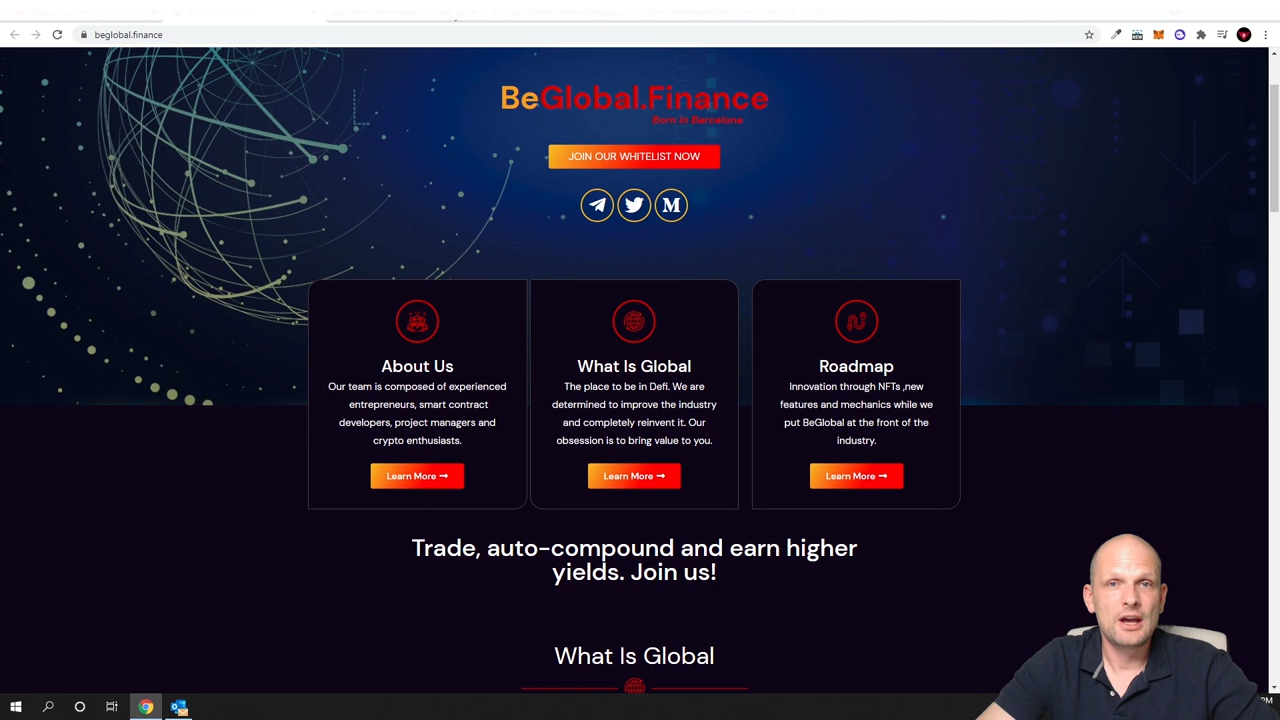 beglobal.finance
BeGlobal.Finance
Born in Barcelona
JOIN OUR WHITELIST NOW
About Us
Our team is composed of experienced
entrepreneurs, smart contract
developers, project managers and
crypto enthusiasts.
Learn More →
What Is Global
The place to be in Defi. We are
determined to improve the industry
and completely reinvent it. Our
obsession is to bring value to you.
Learn More →
Roadmap
Innovation through NFTs ,new
features and mechanics while we
put BeGlobal at the front of the
industry.
Learn More →
Trade, auto-compound and earn higher
yields. Join us!
What Is Global